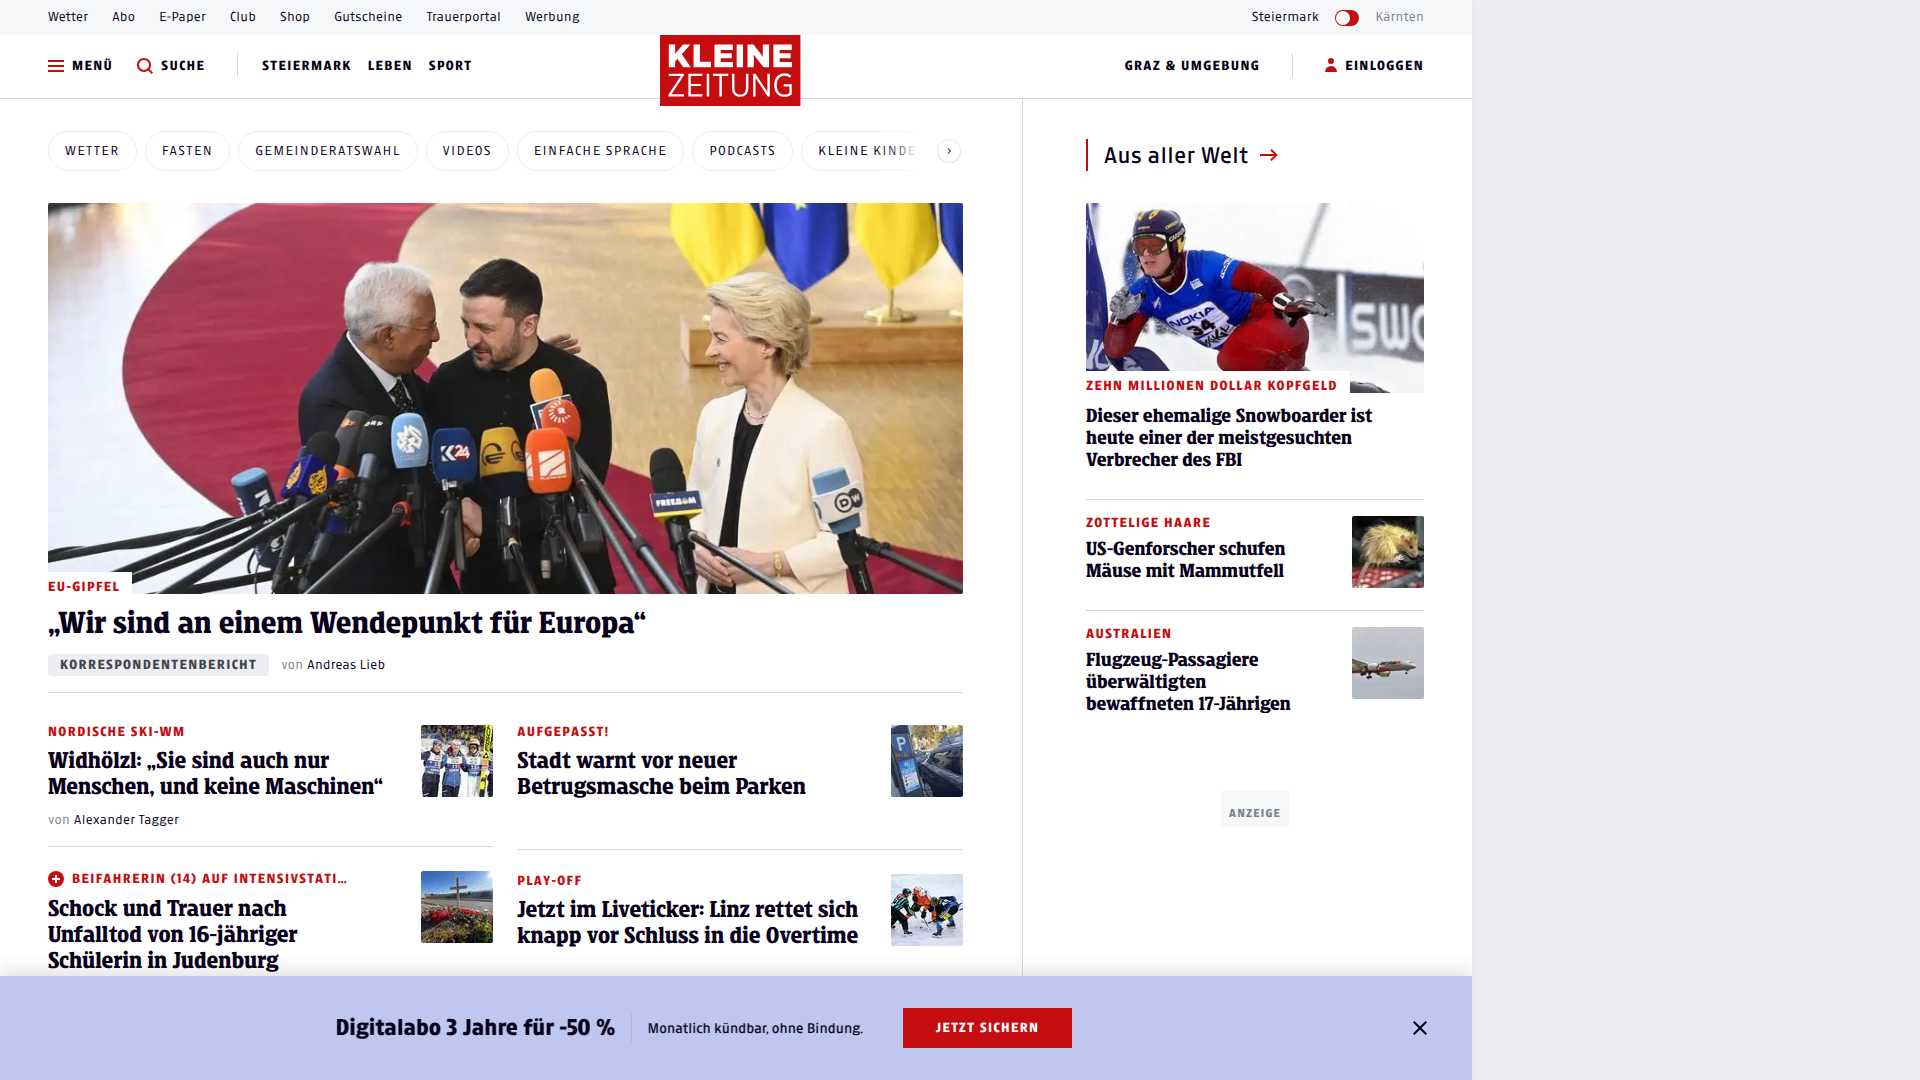 Wetter Abo E-Paper Club Shop Gutscheine Trauerportal Werbung Steiermark Kärnten
MENÜ SUCHE STEIERMARK LEBEN SPORT KLEINE ZEITUNG GRAZ & UMGEBUNG EINLOGGEN
WETTER FASTEN GEMEINDERATSWAHL VIDEOS EINFACHE SPRACHE PODCASTS KLEINE KINDE
EU-GIPFEL
„Wir sind an einem Wendepunkt für Europa“
KORRESPONDENTENBERICHT von Andreas Lieb
NORDISCHE SKI-WM
Widhölzl: „Sie sind auch nur
Menschen, und keine Maschinen“
von Alexander Tagger
AUFGEPASST!
Stadt warnt vor neuer
Betrugsmasche beim Parken
BEIFAHRERIN (14) AUF INTENSIVSTATI…
Schock und Trauer nach
Unfalltod von 16-jähriger
Schülerin in Judenburg
PLAY-OFF
Jetzt im Liveticker: Linz rettet sich
knapp vor Schluss in die Overtime
Aus aller Welt
NOKIA
34
swo
ZEHN MILLIONEN DOLLAR KOPFGELD
Dieser ehemalige Snowboarder ist
heute einer der meistgesuchten
Verbrecher des FBI
ZOTTELIGE HAARE
US-Genforscher schufen
Mäuse mit Mammutfell
AUSTRALIEN
Flugzeug-Passagiere
überwältigten
bewaffneten 17-Jährigen
ANZEIGE
K24
FREEDOM
DW
P
Digitalabo 3 Jahre für -50 % Monatlich kündbar, ohne Bindung. JETZT SICHERN